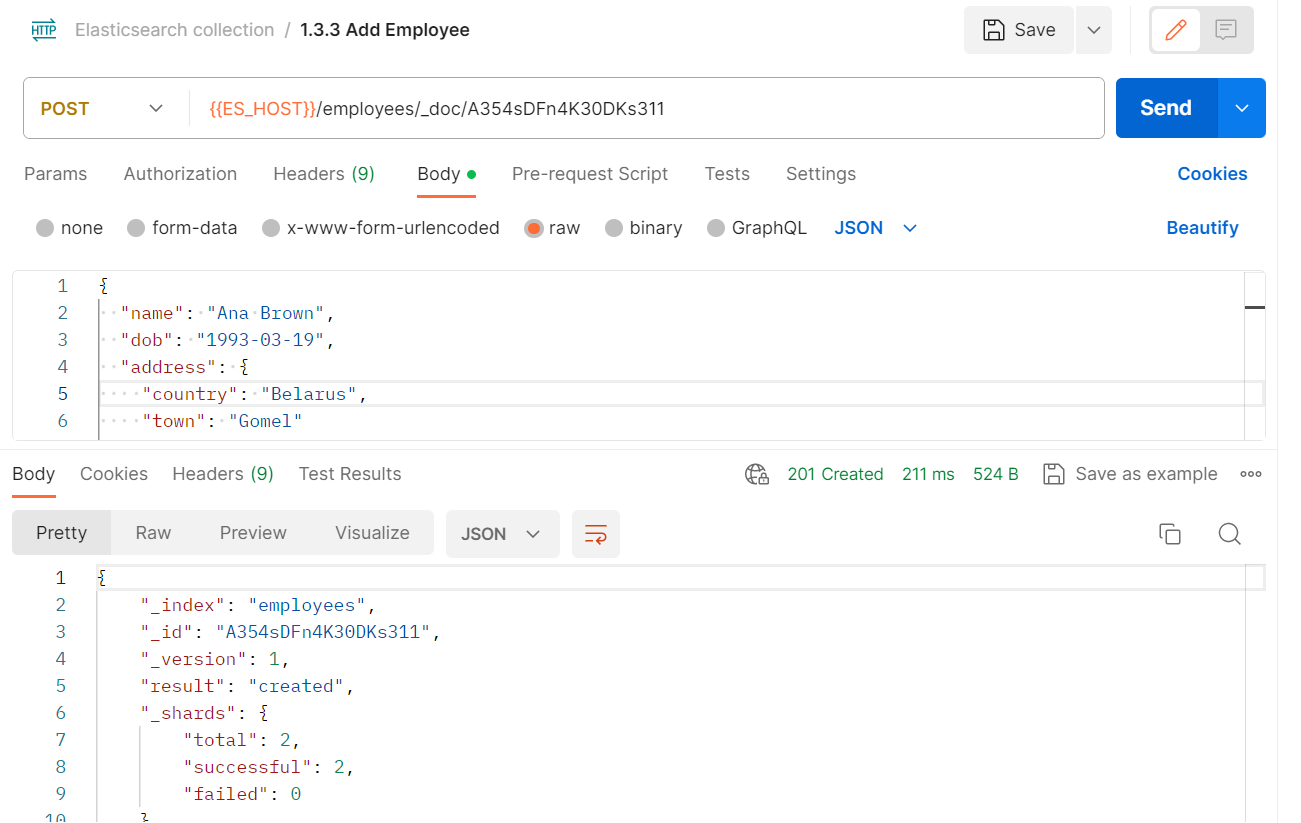 HTTP Elasticsearch collection / 1.3.3 Add Employee Save
POST {{ES_HOST}}/employees/_doc/A354sDFn4K30DKs311 Send
Params Authorization Headers (9) Body Pre-request Script Tests Settings Cookies
none form-data x-www-form-urlencoded raw binary GraphQL JSON Beautify
1 {
2 "name": "Ana Brown",
3 "dob": "1993-03-19",
4 "address": {
5 "country": "Belarus",
6 "town": "Gomel"
Body Cookies Headers (9) Test Results 201 Created 211 ms 524 B Save as example
Pretty Raw Preview Visualize JSON
1 {
2 "_index": "employees",
3 "_id": "A354sDFn4K30DKs311",
4 "_version": 1,
5 "result": "created",
6 "_shards": {
7 "total": 2,
8 "successful": 2,
9 "failed": 0
10 }